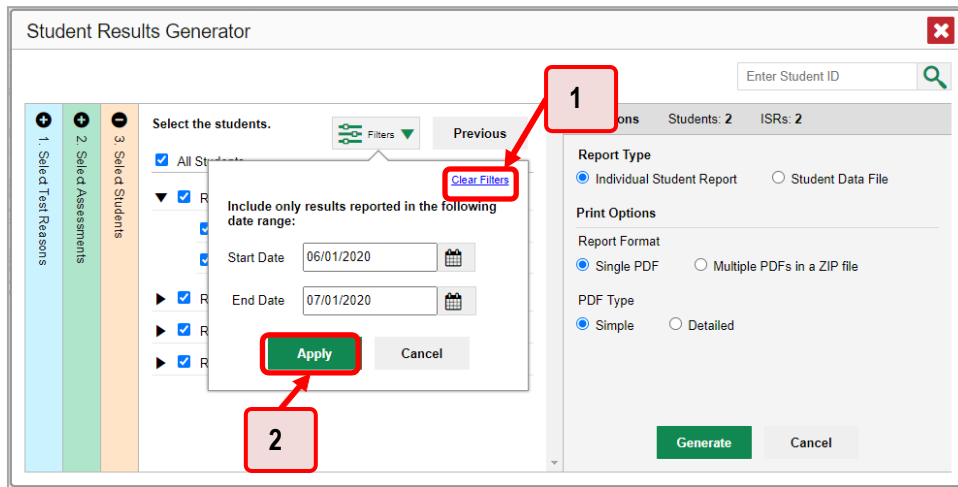 Student Results Generator
Enter Student ID
1
1. Select Test Reasons
2. Select Assessments
3. Select Students
Select the students.
Filters
Previous
Students: 2
ISRs: 2
All Students
Clear Filters
Include only results reported in the following
date range:
Start Date
06/01/2020
End Date
07/01/2020
Apply
Cancel
R
R
R
R
2
Report Type
Individual Student Report
Student Data File
Print Options
Report Format
Single PDF
Multiple PDFs in a ZIP file
PDF Type
Simple
Detailed
Generate
Cancel